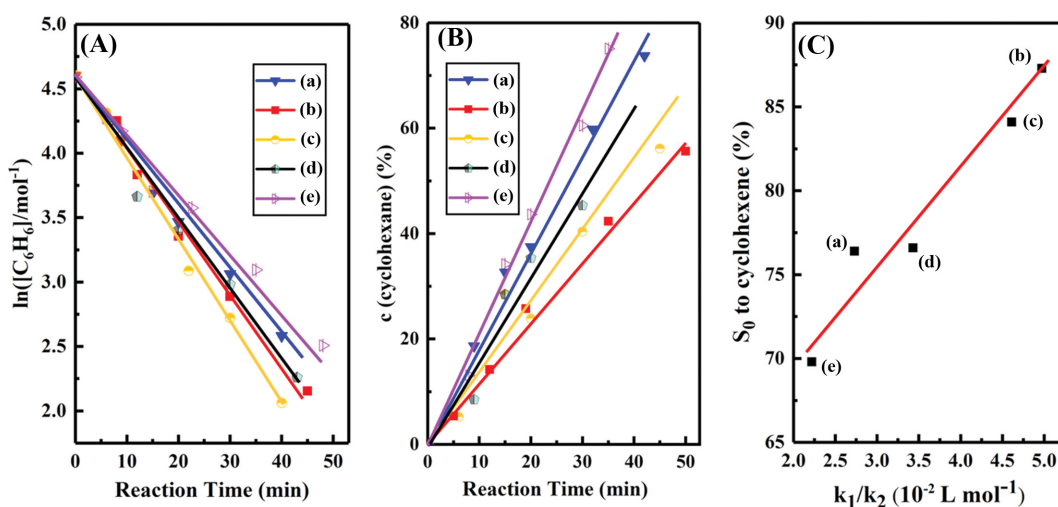 (A)
ln([C₆H₆]/mol⁻¹)
5.0
4.5
4.0
3.5
3.0
2.5
2.0
0 10 20 30 40 50
Reaction Time (min)
(a)
(b)
(c)
(d)
(e)
(B)
c (cyclohexane) (%)
80
60
40
20
0
0 10 20 30 40 50
Reaction Time (min)
(a)
(b)
(c)
(d)
(e)
(C)
S₀ to cyclohexene (%)
90
85
80
75
70
65
2.0 2.5 3.0 3.5 4.0 4.5 5.0
k₁/k₂ (10⁻² L mol⁻¹)
(b)
(c)
(a)
(d)
(e)